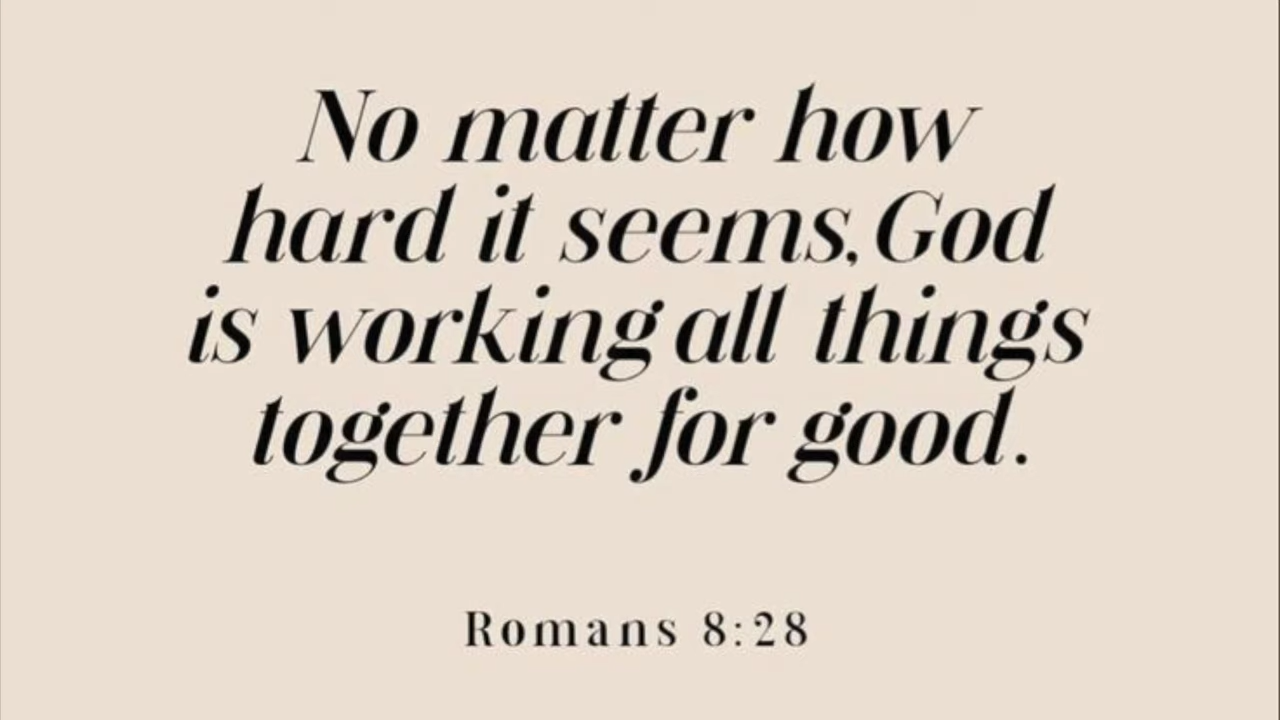 No matter how
hard it seems, God
is working all things
together for good.
Romans 8:28